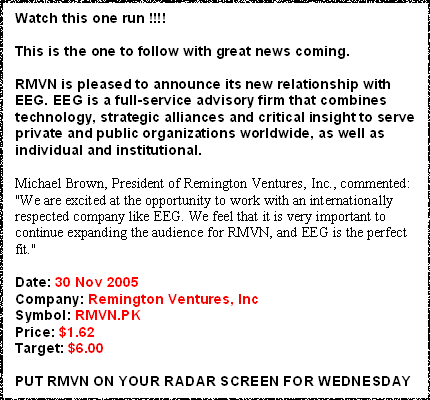 Watch this one run !!!!
This is the one to follow with great news coming.
RMVN is pleased to announce its new relationship with
EEG. EEG is a full-service advisory firm that combines
technology, strategic alliances and critical insight to serve
private and public organizations worldwide, as well as
individual and institutional.
Michael Brown, President of Remington Ventures, Inc., commented:
"We are excited at the opportunity to work with an internationally
respected company like EEG. We feel that it is very important to
continue expanding the audience for RMVN, and EEG is the perfect
fit."
Date: 30 Nov 2005
Company: Remington Ventures, Inc
Symbol: RMVN.PK
Price: $1.62
Target: $6.00
PUT RMVN ON YOUR RADAR SCREEN FOR WEDNESDAY